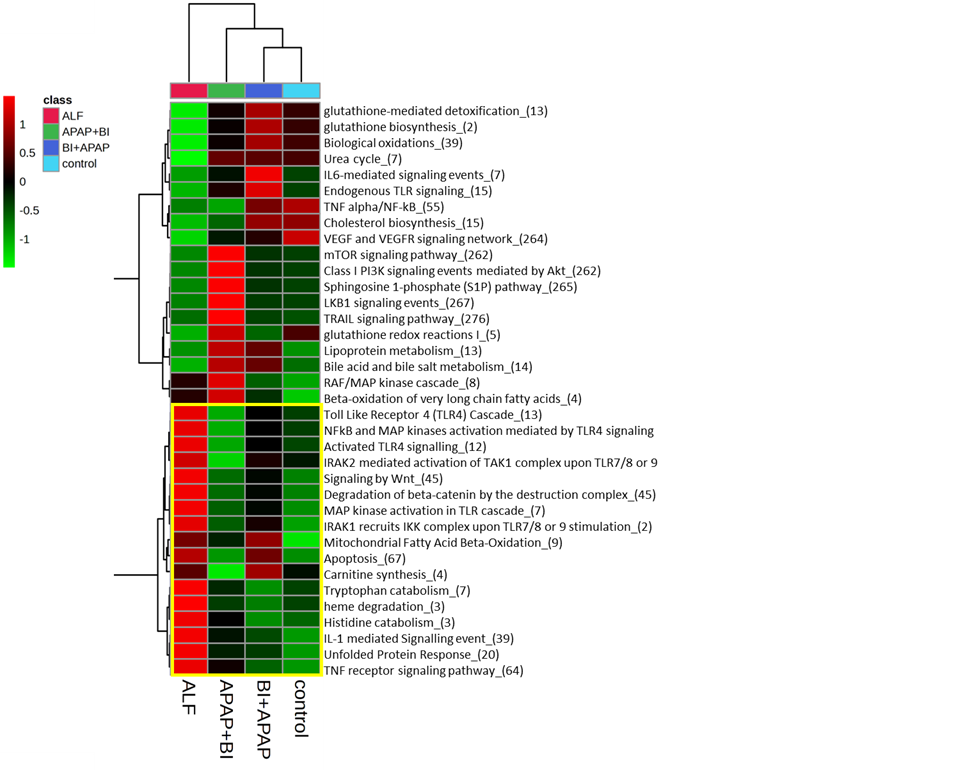 class
ALF
APAP+BI
BI+APAP
control
1
0.5
0
-0.5
-1
glutathione-mediated detoxification_(13)
glutathione biosynthesis_(2)
Biological oxidations_(39)
Urea cycle_(7)
IL6-mediated signaling events_(7)
Endogenous TLR signaling_(15)
TNF alpha/NF-kB_(55)
Cholesterol biosynthesis_(15)
VEGF and VEGFR signaling network_(264)
mTOR signaling pathway_(262)
Class I PI3K signaling events mediated by Akt_(262)
Sphingosine 1-phosphate (S1P) pathway_(265)
LKB1 signaling events_(267)
TRAIL signaling pathway_(276)
glutathione redox reactions I_(5)
Lipoprotein metabolism_(13)
Bile acid and bile salt metabolism_(14)
RAF/MAP kinase cascade_(8)
Beta-oxidation of very long chain fatty acids_(4)
Toll Like Receptor 4 (TLR4) Cascade_(13)
NFkB and MAP kinases activation mediated by TLR4 signaling
Activated TLR4 signalling_(12)
IRAK2 mediated activation of TAK1 complex upon TLR7/8 or 9
Signaling by Wnt_(45)
Degradation of beta-catenin by the destruction complex_(45)
MAP kinase activation in TLR cascade_(7)
IRAK1 recruits IKK complex upon TLR7/8 or 9 stimulation_(2)
Mitochondrial Fatty Acid Beta-Oxidation_(9)
Apoptosis_(67)
Carnitine synthesis_(4)
Tryptophan catabolism_(7)
heme degradation_(3)
Histidine catabolism_(3)
IL-1 mediated Signalling event_(39)
Unfolded Protein Response_(20)
TNF receptor signaling pathway_(64)
ALF
APAP+BI
BI+APAP
control